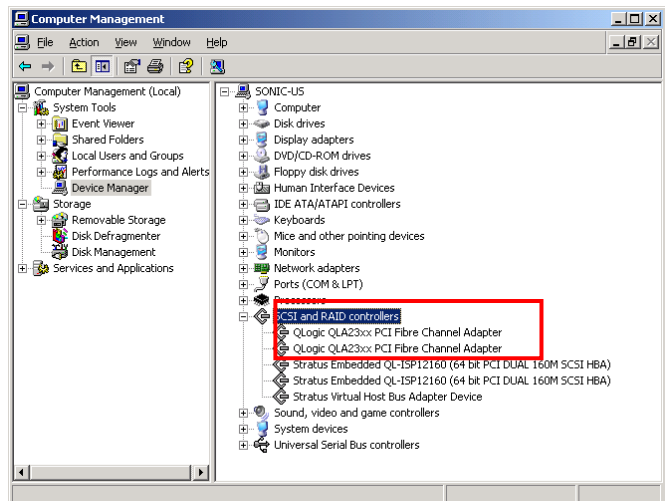 Computer Management
File Action View Window Help
Computer Management (Local)
System Tools
Event Viewer
Shared Folders
Local Users and Groups
Performance Logs and Alerts
Device Manager
Storage
Removable Storage
Disk Defragmenter
Disk Management
Services and Applications
SONIC-US
Computer
Disk drives
Display adapters
DVD/CD-ROM drives
Floppy disk drives
Human Interface Devices
IDE ATA/ATAPI controllers
Keyboards
Mice and other pointing devices
Monitors
Network adapters
Ports (COM & LPT)
Processors
SCSI and RAID controllers
QLogic QLA23xx PCI Fibre Channel Adapter
QLogic QLA23xx PCI Fibre Channel Adapter
Stratus Embedded QL-ISP12160 (64 bit PCI DUAL 160M SCSI HBA)
Stratus Embedded QL-ISP12160 (64 bit PCI DUAL 160M SCSI HBA)
Stratus Virtual Host Bus Adapter Device
Sound, video and game controllers
System devices
Universal Serial Bus controllers